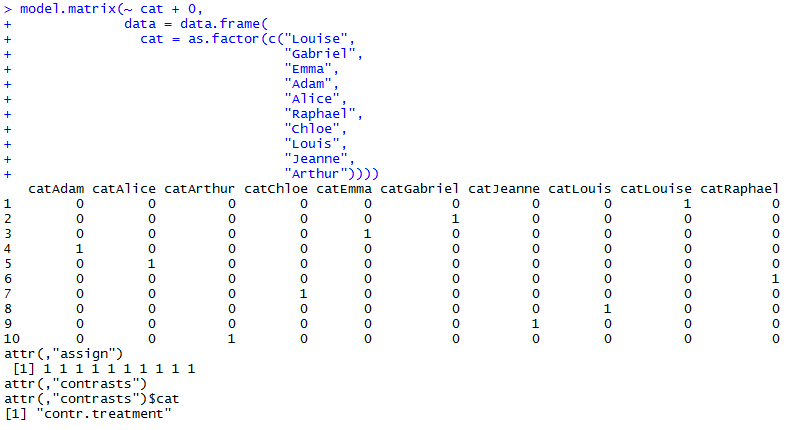 > model.matrix(~ cat + 0,
+              data = data.frame(
+                cat = as.factor(c("Louise",
+                                  "Gabriel",
+                                  "Emma",
+                                  "Adam",
+                                  "Alice",
+                                  "Raphael",
+                                  "Chloe",
+                                  "Louis",
+                                  "Jeanne",
+                                  "Arthur"))))
   catAdam catAlice catArthur catChloe catEmma catGabriel catJeanne catLouis catLouise catRaphael
1        0        0         0        0       0          0         0        0         1          0
2        0        0         0        0       0          1         0        0         0          0
3        0        0         0        0       1          0         0        0         0          0
4        1        0         0        0       0          0         0        0         0          0
5        0        1         0        0       0          0         0        0         0          0
6        0        0         0        0       0          0         0        0         0          1
7        0        0         0        1       0          0         0        0         0          0
8        0        0         0        0       0          0         0        1         0          0
9        0        0         0        0       0          0         1        0         0          0
10       0        0         1        0       0          0         0        0         0          0
attr(,"assign")
 [1] 1 1 1 1 1 1 1 1 1 1
attr(,"contrasts")
attr(,"contrasts")$cat
[1] "contr.treatment"